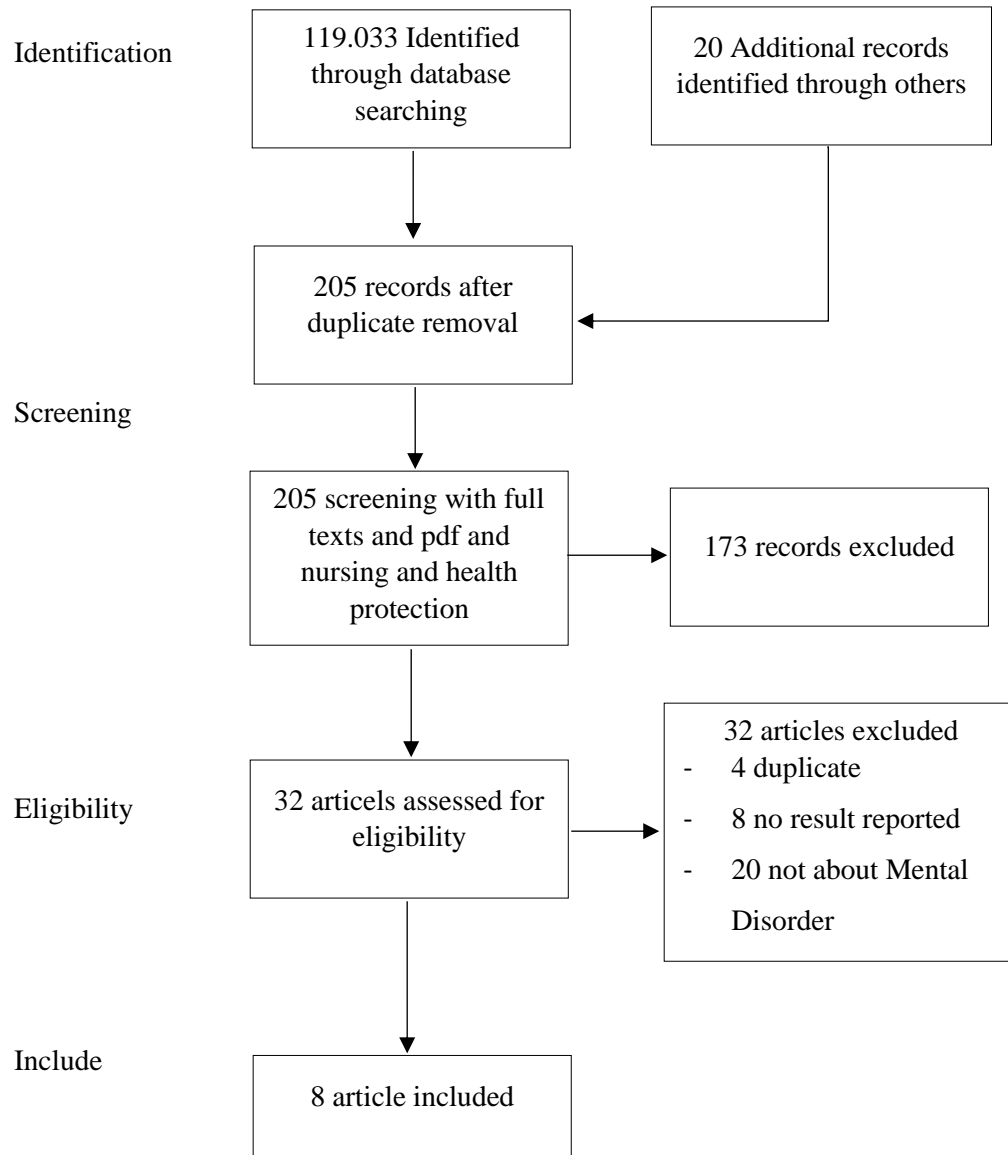 Identification
119.033 Identified
through database
searching
20 Additional records
identified through others
205 records after
duplicate removal
Screening
205 screening with full
texts and pdf and
nursing and health
protection
173 records excluded
Eligibility
32 articels assessed for
eligibility
32 articles excluded
- 4 duplicate
- 8 no result reported
- 20 not about Mental
Disorder
Include
8 article included